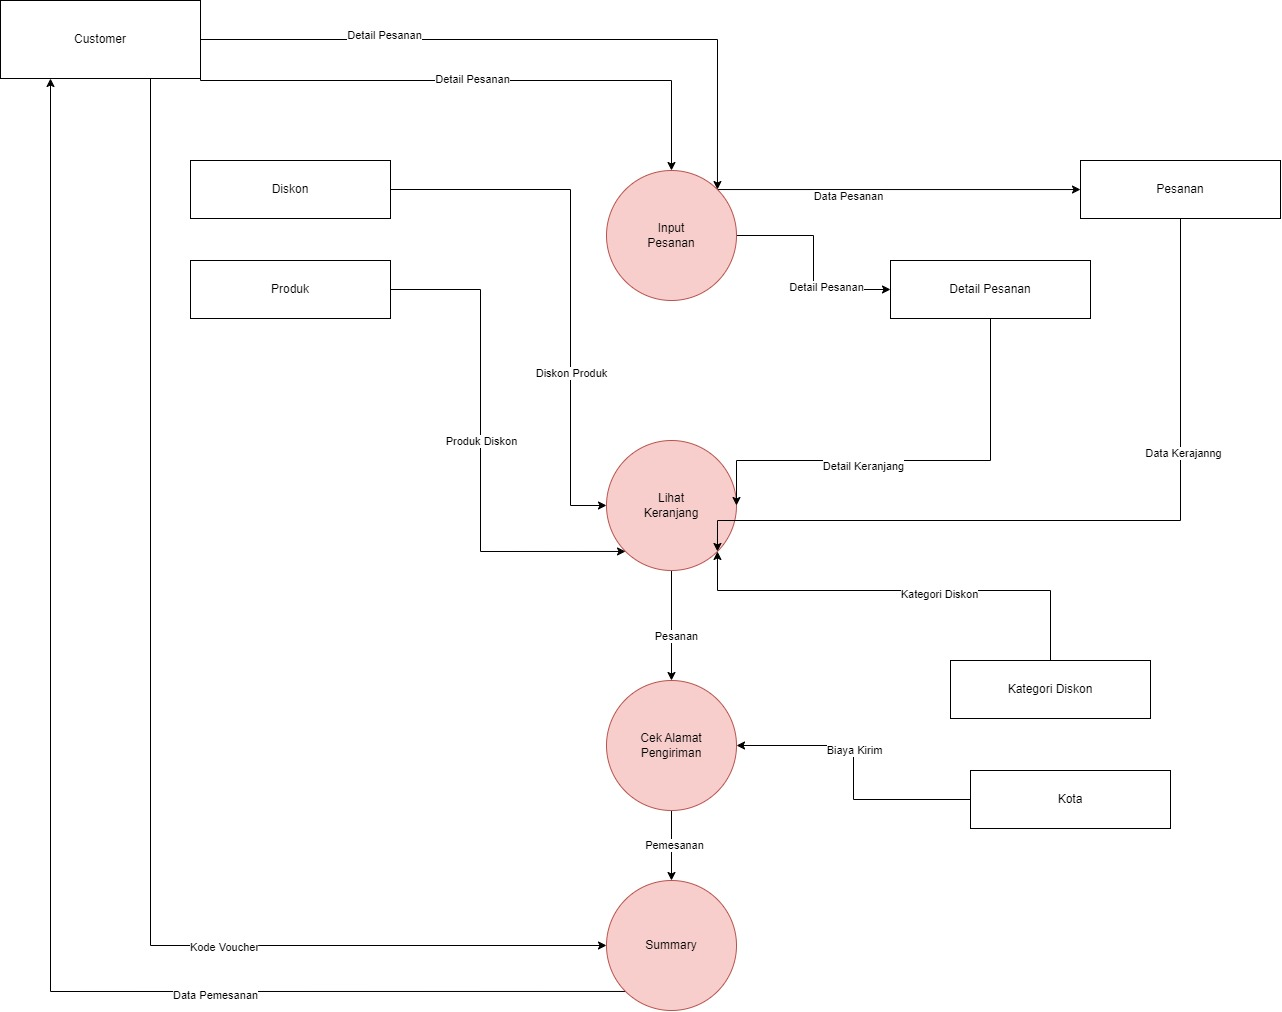 Customer
Detail Pesanan
Detail Pesanan
Diskon
Pesanan
Data Pesanan
Input
Pesanan
Produk
Detail Pesanan
Detail Pesanan
Diskon Produk
Produk Diskon
Data Kerajanng
Detail Keranjang
Lihat
Keranjang
Kategori Diskon
Pesanan
Kategori Diskon
Cek Alamat
Pengiriman
Biaya Kirim
Kota
Pemesanan
Kode Voucher
Summary
Data Pemesanan